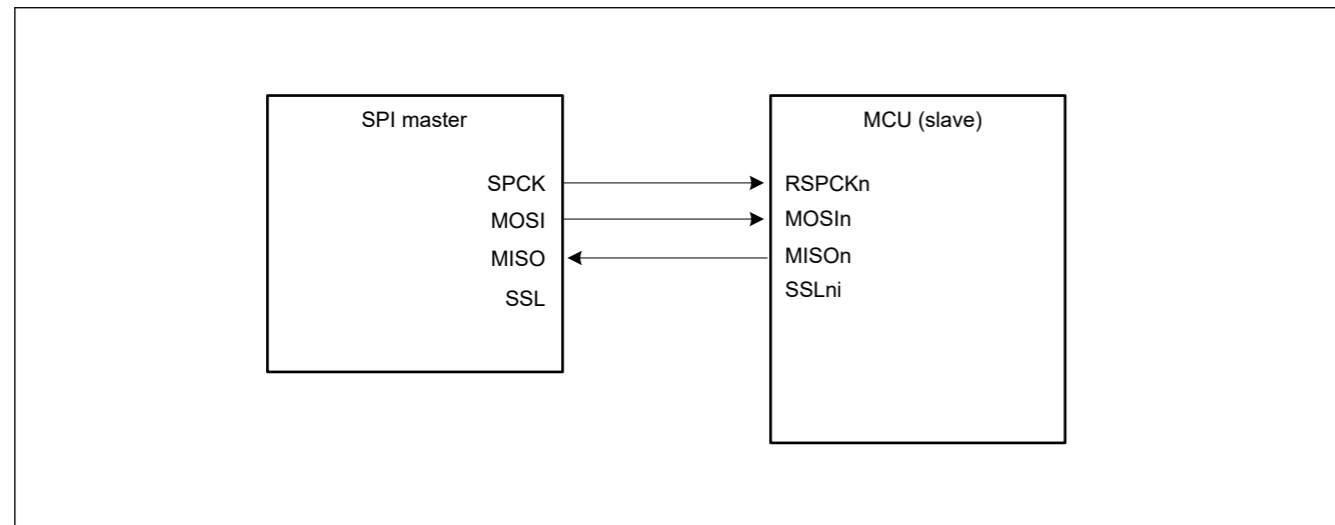 SPI master
SPCK
MOSI
MISO
SSL
MCU (slave)
RSPCKn
MOSIn
MISOn
SSLni